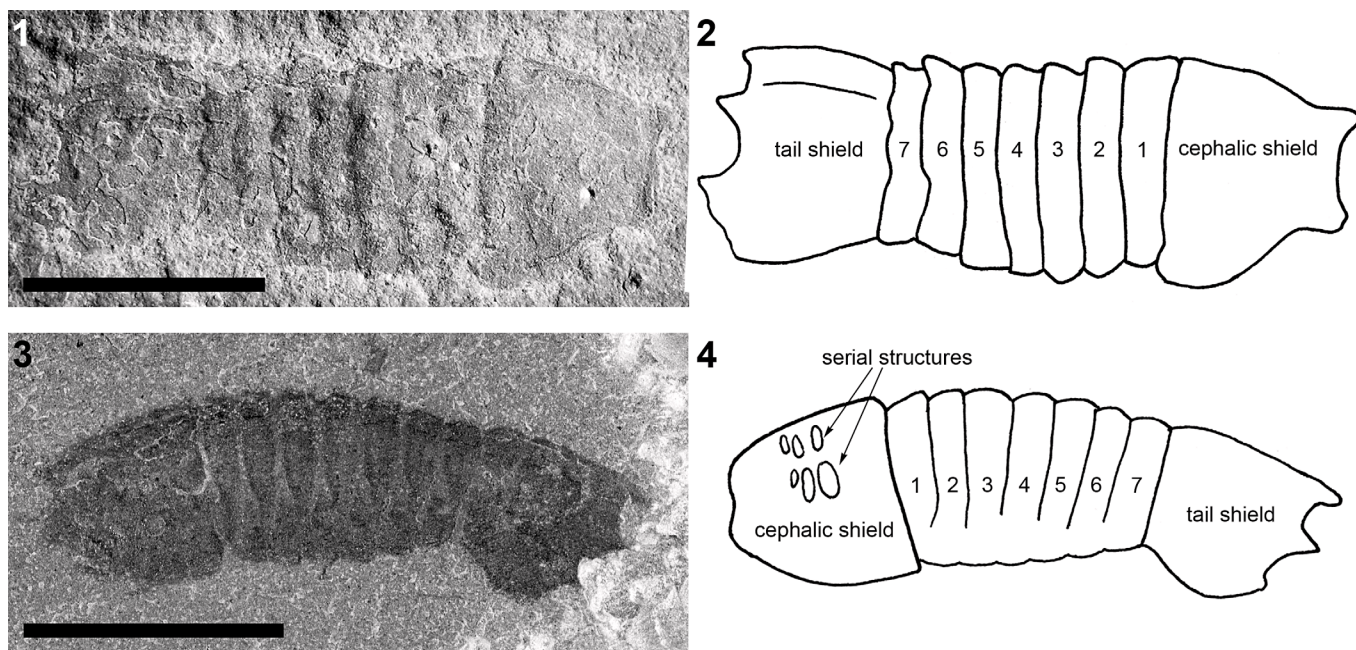 1
2
tail shield 7 6 5 4 3 2 1 cephalic shield
3
4
serial structures
1 2 3 4 5 6 7
cephalic shield
tail shield